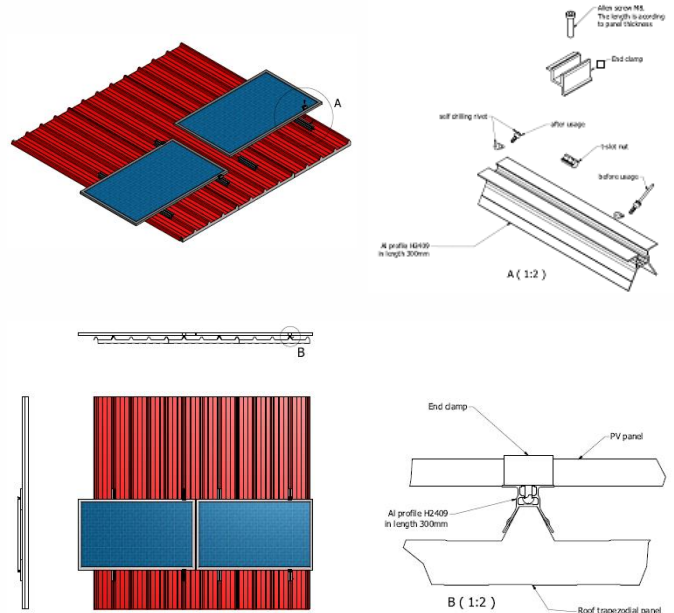 Allen screw M8.
The length is acording
to panel thickness
End clamp
A
self drilling rivet
after usage
t-slot nut
before usage
Al profile H2409
in length 300mm
A ( 1:2 )
B
End clamp
PV panel
Al profile H2409
in length 300mm
B ( 1:2 )
Roof trapezodial panel